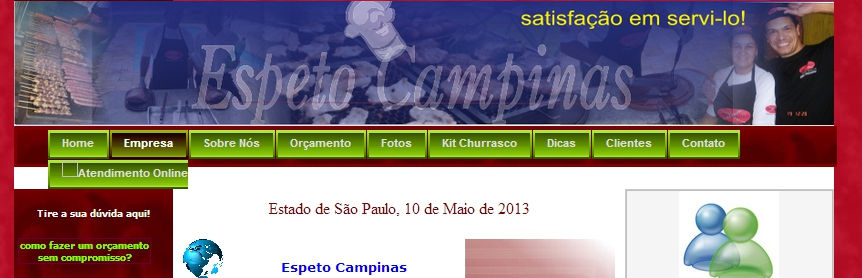 satisfação em servi-lo!
Espeto Campinas
Home Empresa Sobre Nós Orçamento Fotos Kit Churrasco Dicas Clientes Contato
Atendimento Online
Tire a sua dúvida aqui!
como fazer um orçamento
sem compromisso?
Estado de São Paulo, 10 de Maio de 2013
Espeto Campinas